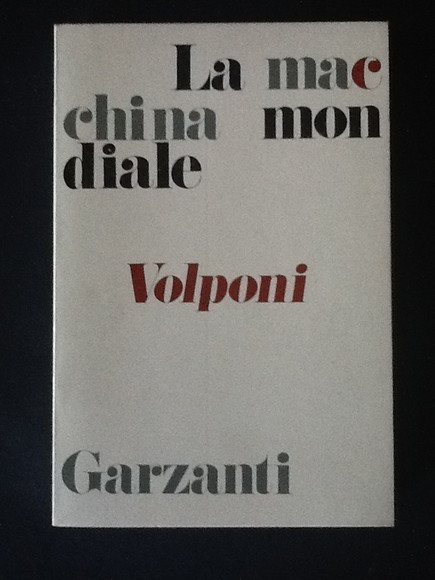 La mac
china mon
diale
Volponi
Garzanti